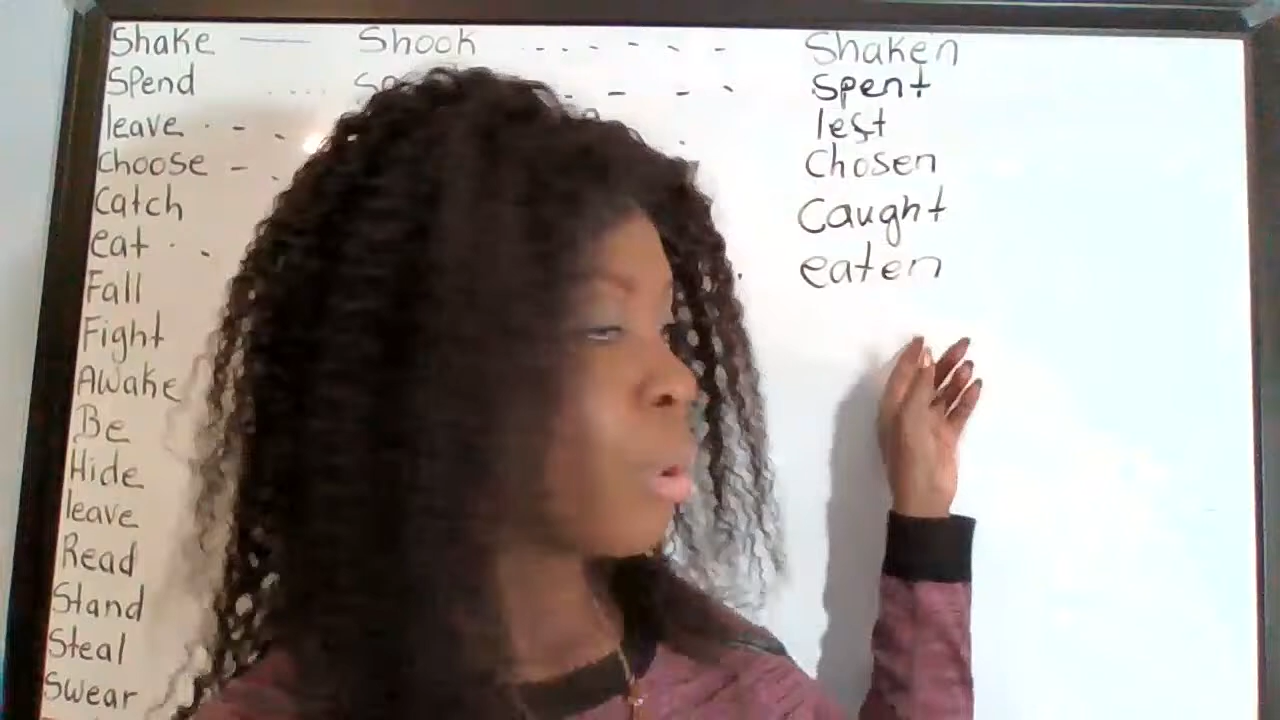 Shake — Shook - - - - - - Shaken
Spend .... - - - - spent
leave - - - lest
choose - - Chosen
Catch Caught
eat - - eaten
Fall
Fight
Awake
Be
Hide
leave
Read
Stand
Steal
Swear